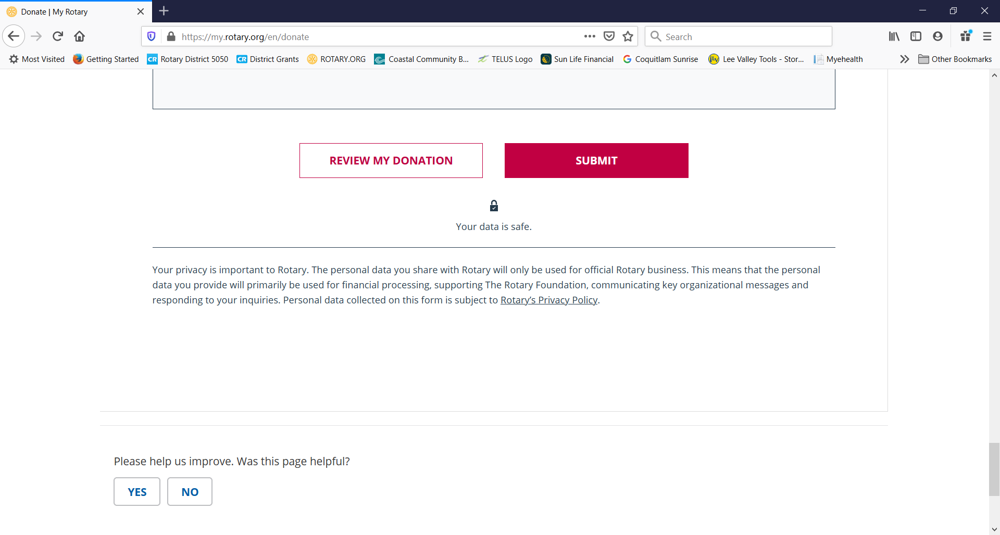 Donate | My Rotary
https://my.rotary.org/en/donate
Search
Most Visited Getting Started CR Rotary District 5050 CR District Grants ROTARY.ORG Coastal Community B... TELUS Logo Sun Life Financial Coquitlam Sunrise Lee Valley Tools - Stor... Myehealth Other Bookmarks
REVIEW MY DONATION SUBMIT
Your data is safe.
Your privacy is important to Rotary. The personal data you share with Rotary will only be used for official Rotary business. This means that the personal
data you provide will primarily be used for financial processing, supporting The Rotary Foundation, communicating key organizational messages and
responding to your inquiries. Personal data collected on this form is subject to Rotary’s Privacy Policy.
Please help us improve. Was this page helpful?
YES NO